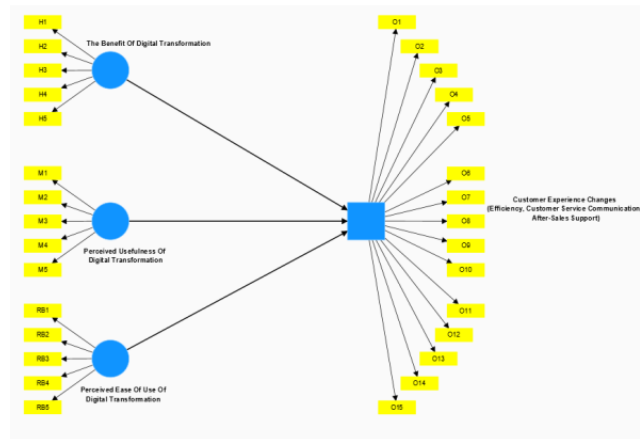 H1
H2
H3
H4
H5
The Benefit Of Digital Transformation
M1
M2
M3
M4
M5
Perceived Usefulness Of
Digital Transformation
RB1
RB2
RB3
RB4
RB5
Perceived Ease Of Use Of
Digital Transformation
O1
O2
O3
O4
O5
O6
O7
O8
O9
O10
O11
O12
O13
O14
O15
Customer Experience Changes
(Efficiency, Customer Service Communication
After-Sales Support)